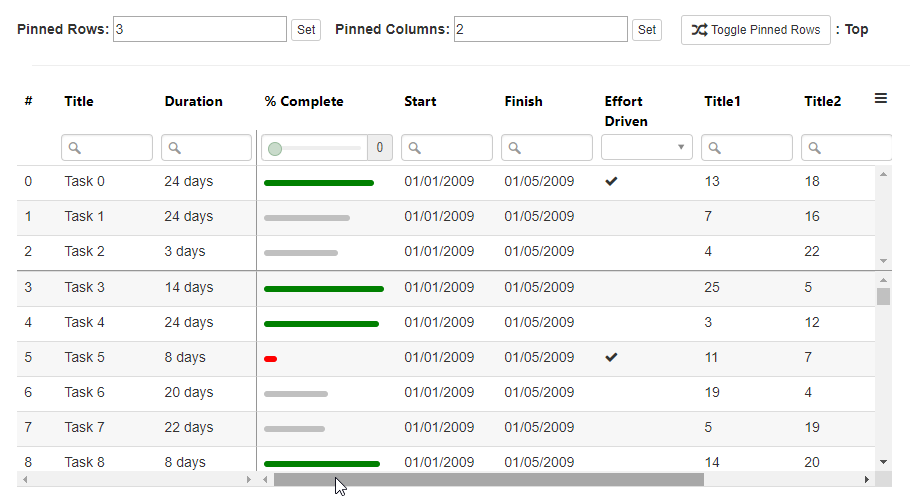 Pinned Rows: 3 Set Pinned Columns: 2 Set Toggle Pinned Rows : Top
# Title Duration % Complete Start Finish Effort Driven Title1 Title2
0
0 Task 0 24 days 01/01/2009 01/05/2009 13 18
1 Task 1 24 days 01/01/2009 01/05/2009 7 16
2 Task 2 3 days 01/01/2009 01/05/2009 4 22
3 Task 3 14 days 01/01/2009 01/05/2009 25 5
4 Task 4 24 days 01/01/2009 01/05/2009 3 12
5 Task 5 8 days 01/01/2009 01/05/2009 11 7
6 Task 6 20 days 01/01/2009 01/05/2009 19 4
7 Task 7 22 days 01/01/2009 01/05/2009 5 19
8 Task 8 8 days 01/01/2009 01/05/2009 14 20